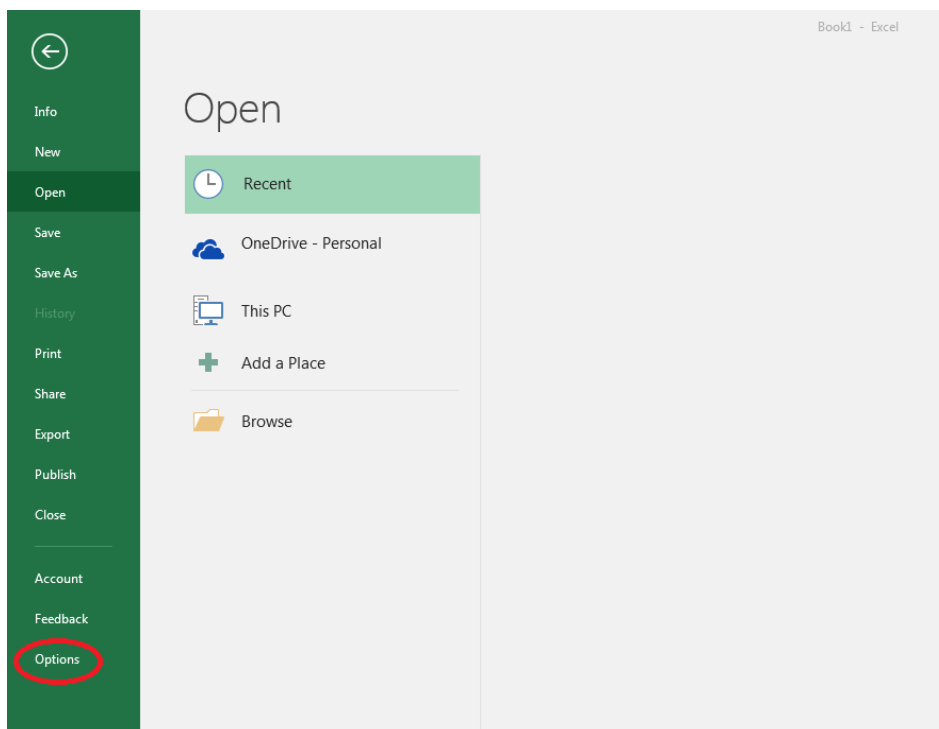 Book1 - Excel
Info
New
Open
Save
Save As
History
Print
Share
Export
Publish
Close
Account
Feedback
Options
Open
Recent
OneDrive - Personal
This PC
Add a Place
Browse